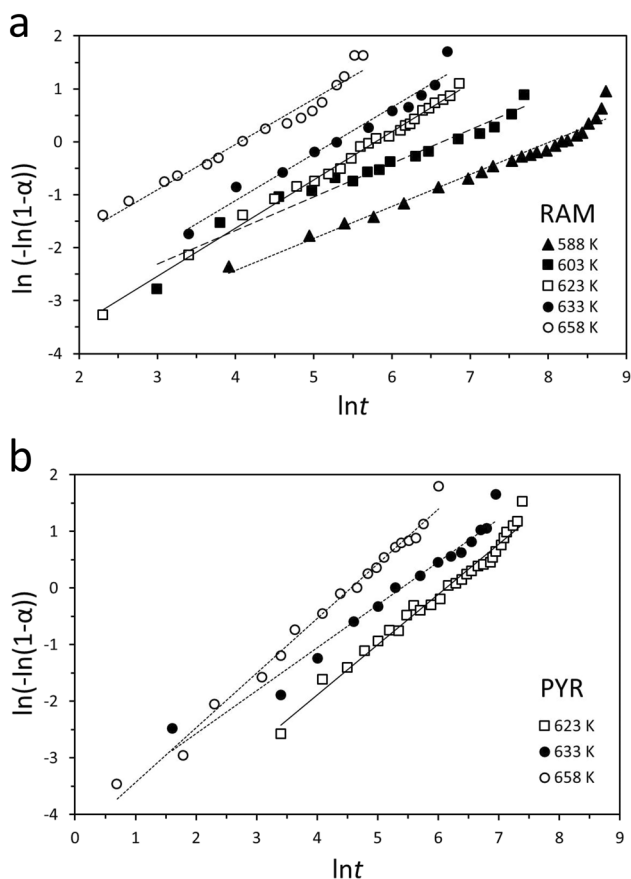 a
2
1
0
-1
-2
-3
-4
ln (-ln(1-α))
RAM
588 K
603 K
623 K
633 K
658 K
1 2 3 4 5 6 7 8 9
lnt
b
2
1
0
-1
-2
-3
-4
ln(-ln(1-α))
PYR
623 K
633 K
658 K
0 1 2 3 4 5 6 7 8 9
lnt